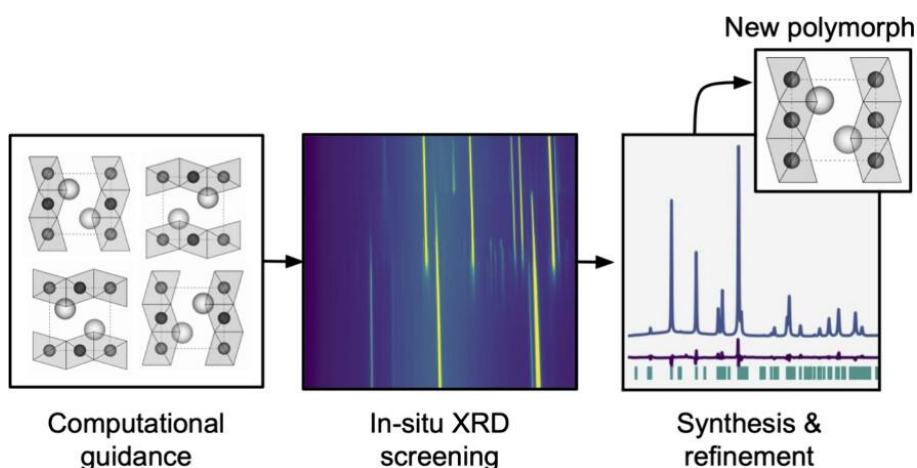 New polymorph
Computational
guidance
In-situ XRD
screening
Synthesis &
refinement